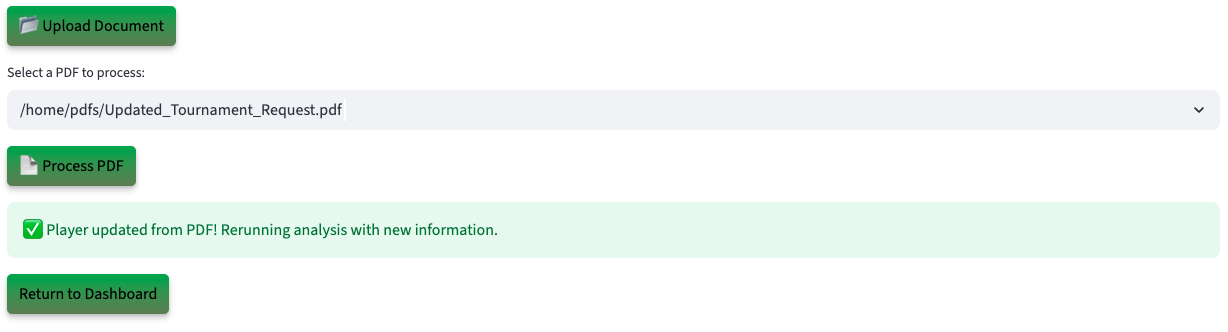 Upload Document
Select a PDF to process:
/home/pdfs/Updated_Tournament_Request.pdf
Process PDF
Player updated from PDF! Rerunning analysis with new information.
Return to Dashboard